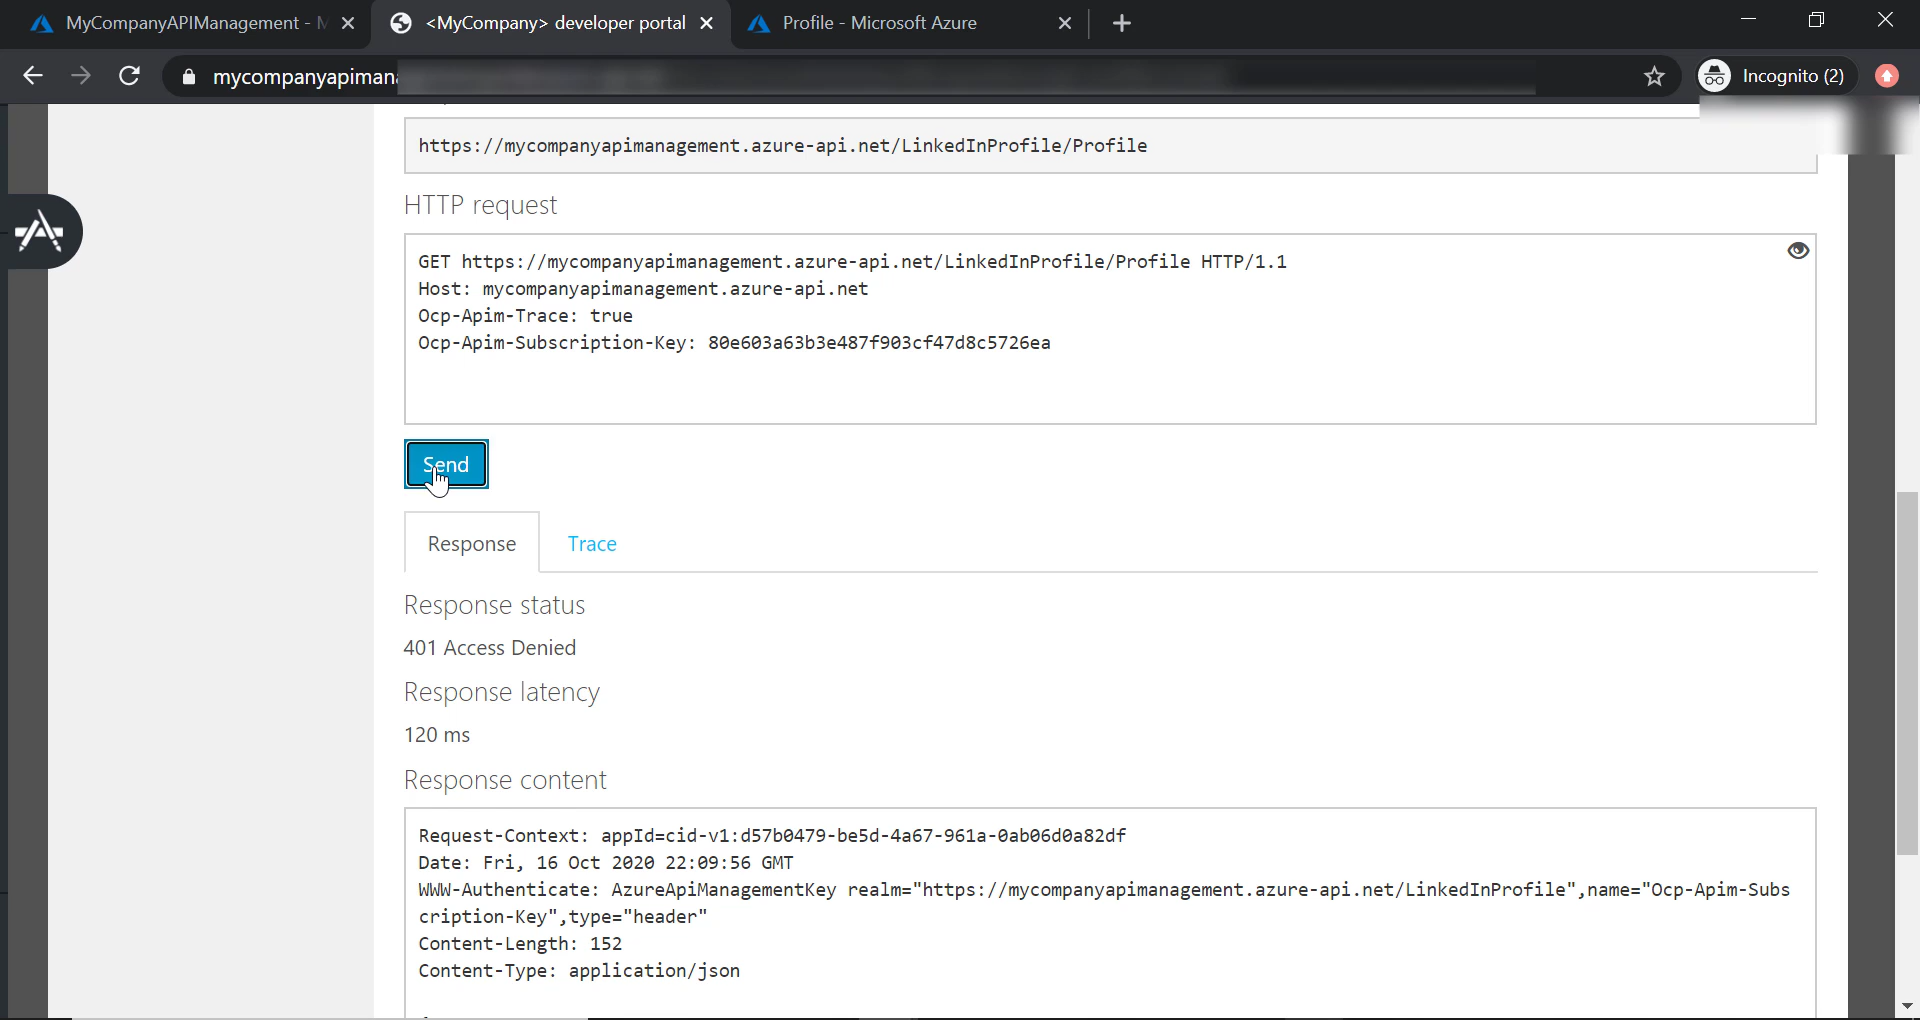 MyCompanyAPIManagement - M
<MyCompany> developer portal
Profile - Microsoft Azure
mycompanyapiman
Incognito (2)
https://mycompanyapimanagement.azure-api.net/LinkedInProfile/Profile
HTTP request
GET https://mycompanyapimanagement.azure-api.net/LinkedInProfile/Profile HTTP/1.1
Host: mycompanyapimanagement.azure-api.net
Ocp-Apim-Trace: true
Ocp-Apim-Subscription-Key: 80e603a63b3e487f903cf47d8c5726ea
Send
Response
Trace
Response status
401 Access Denied
Response latency
120 ms
Response content
Request-Context: appId=cid-v1:d57b0479-be5d-4a67-961a-0ab06d0a82df
Date: Fri, 16 Oct 2020 22:09:56 GMT
WWW-Authenticate: AzureApiManagementKey realm="https://mycompanyapimanagement.azure-api.net/LinkedInProfile",name="Ocp-Apim-Subs
cription-Key",type="header"
Content-Length: 152
Content-Type: application/json